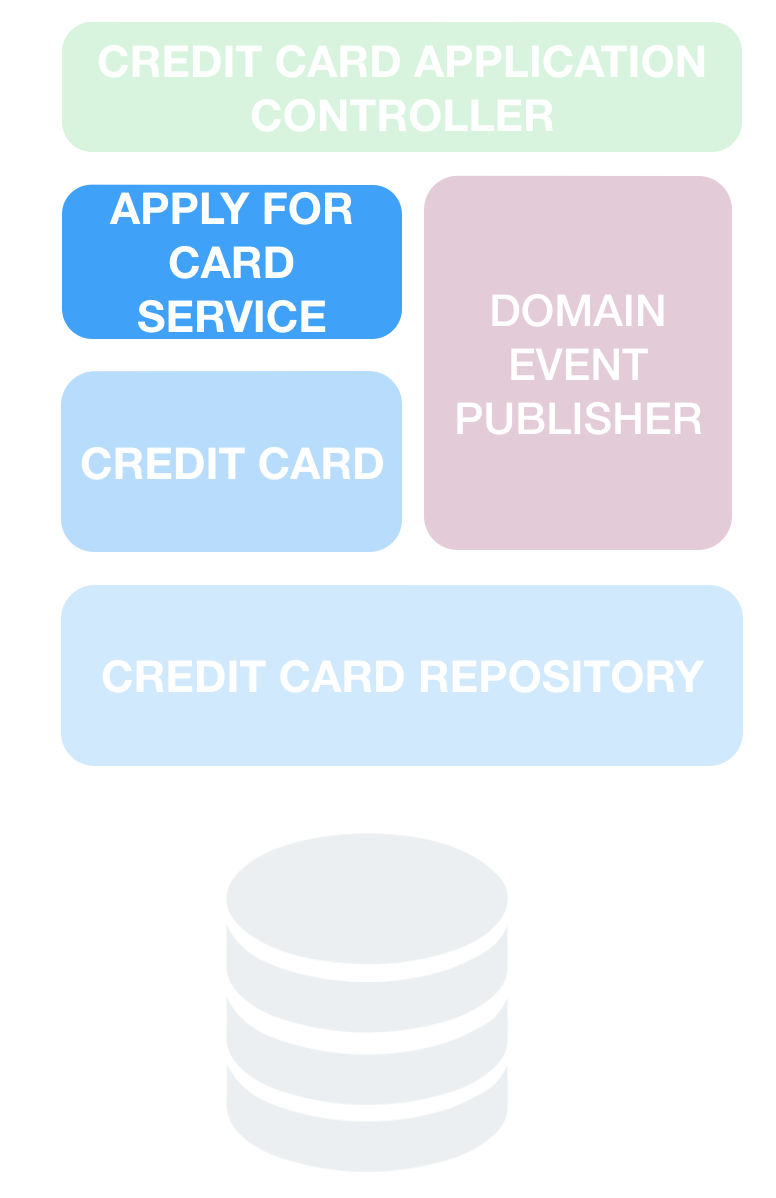 CREDIT CARD APPLICATION
CONTROLLER
APPLY FOR
CARD
SERVICE
DOMAIN
EVENT
PUBLISHER
CREDIT CARD
CREDIT CARD REPOSITORY